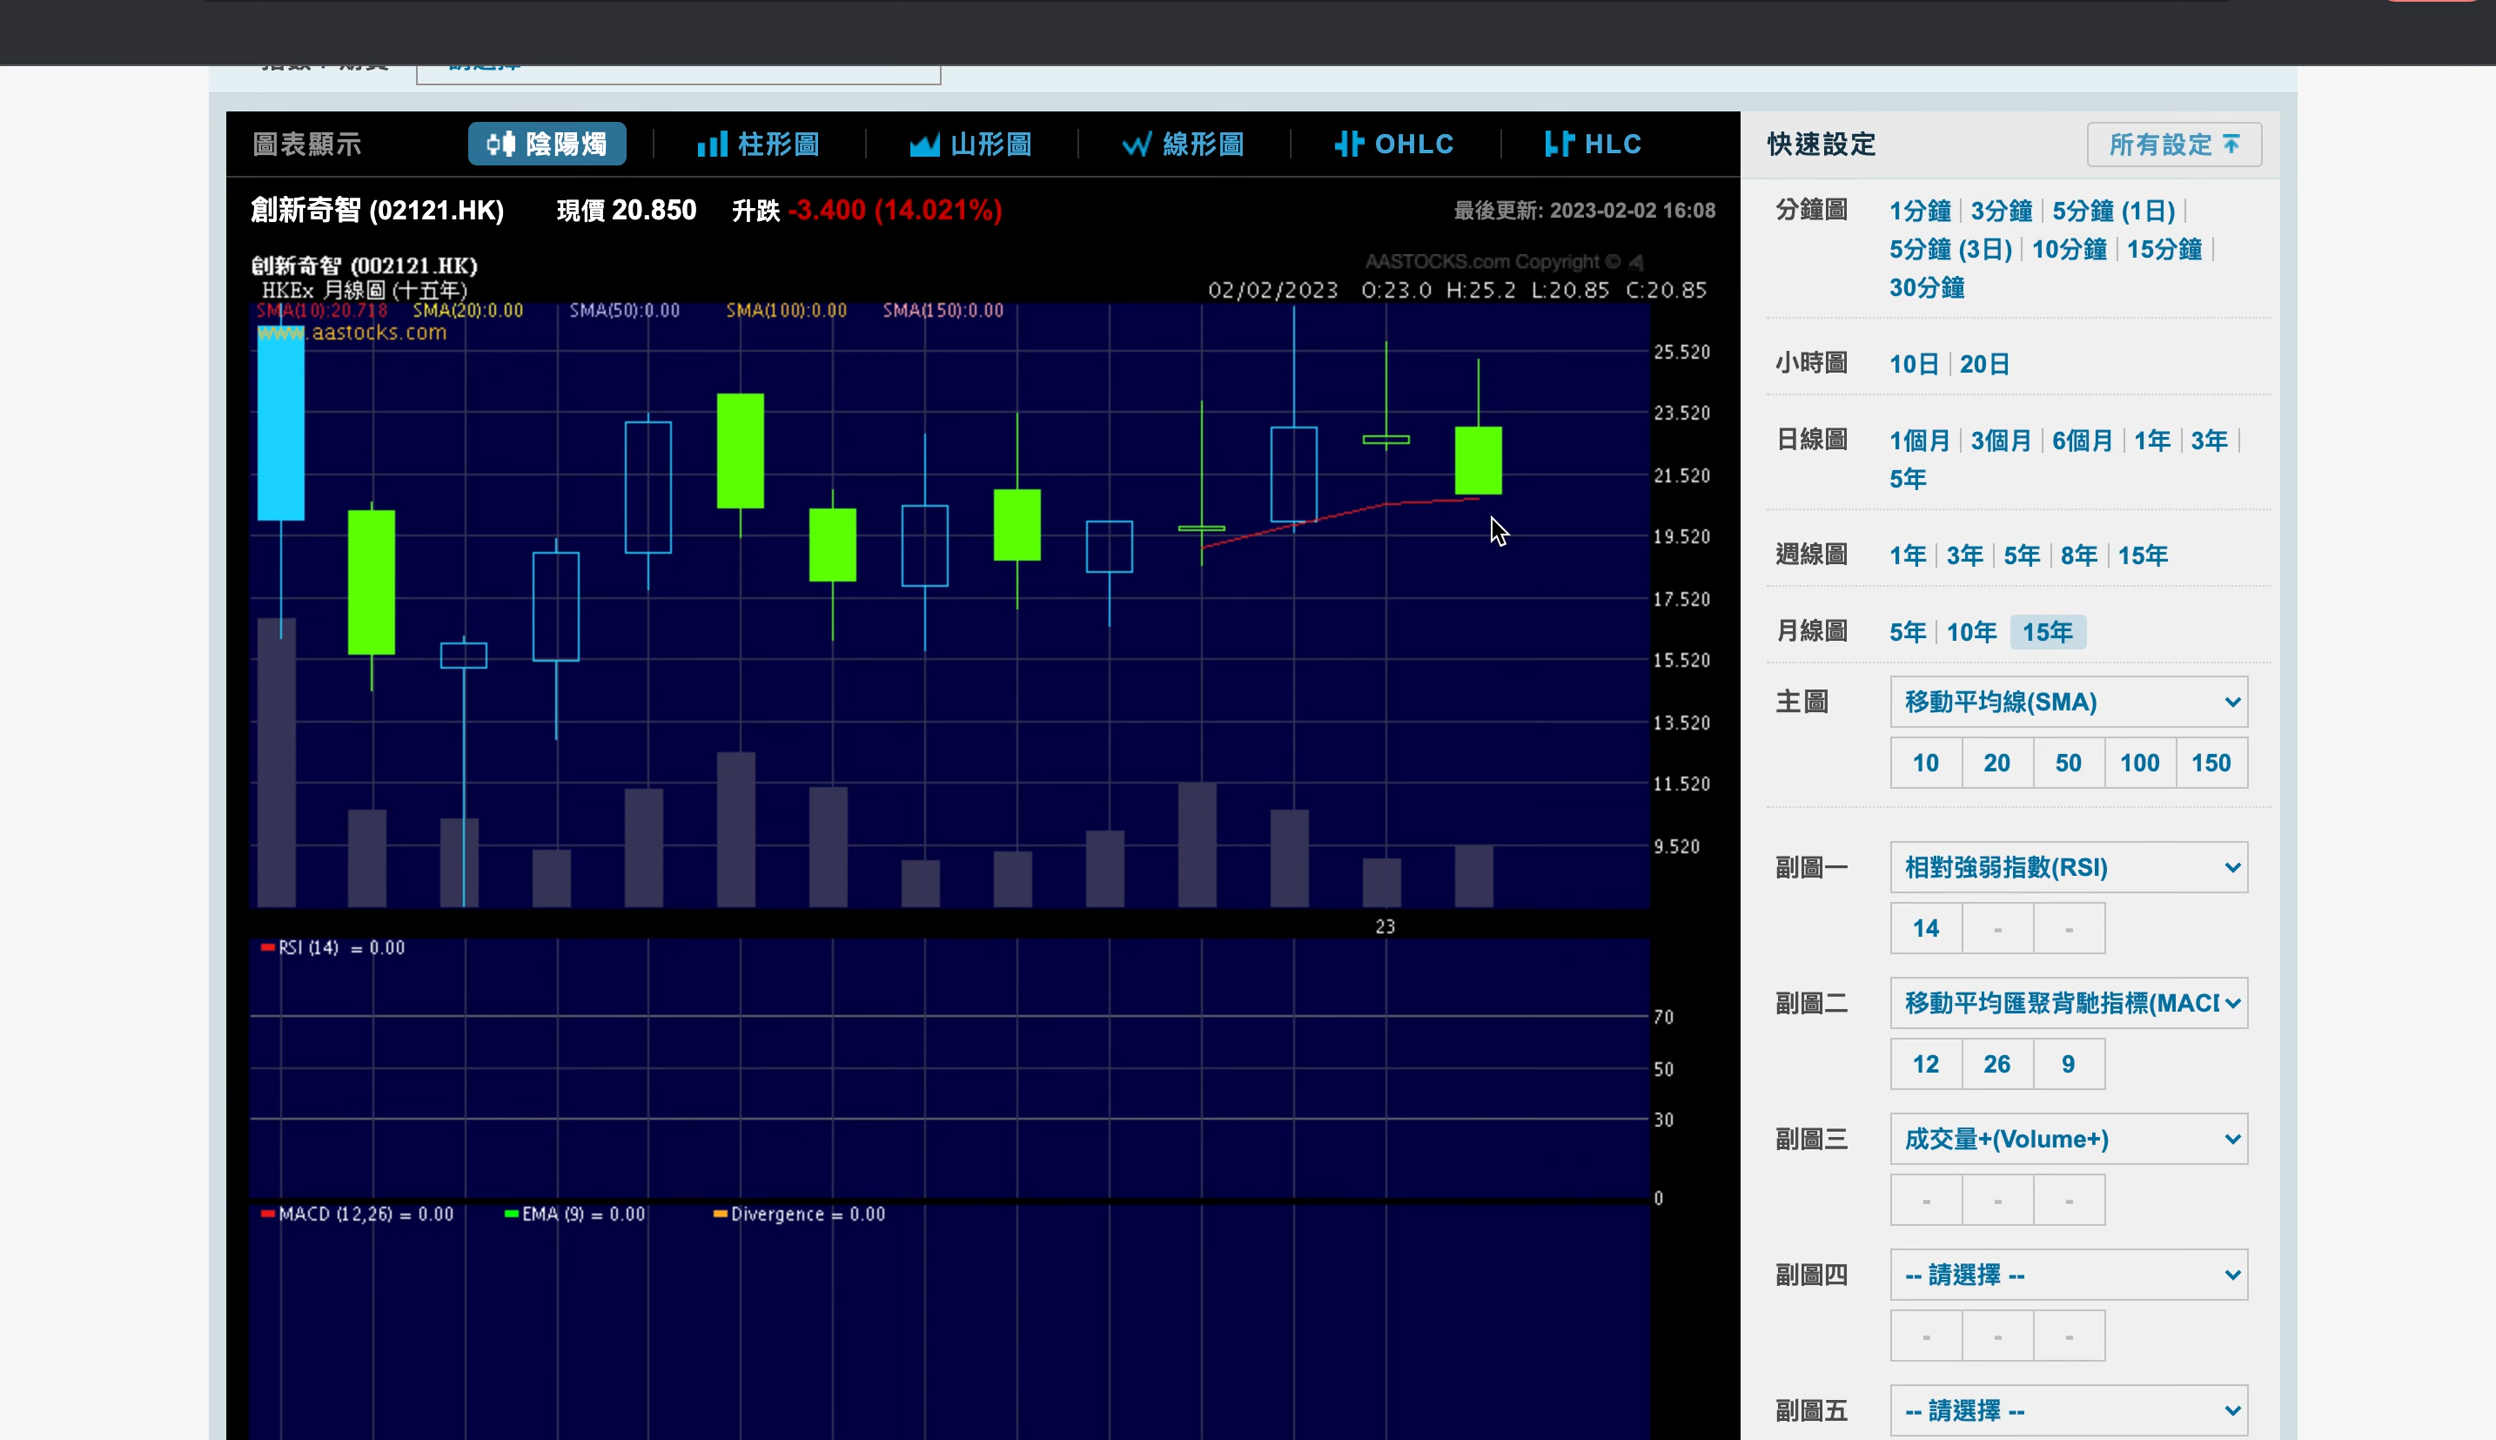 圖表顯示 陰陽燭 柱形圖 山形圖 線形圖 OHLC HLC
快速設定 所有設定
創新奇智 (02121.HK) 現價 20.850 升跌 -3.400 (14.021%) 最後更新: 2023-02-02 16:08
創新奇智 (002121.HK) AASTOCKS.com Copyright ©
HKEx 月線圖 (十五年) 02/02/2023 O:23.0 H:25.2 L:20.85 C:20.85
SMA(10):20.718 SMA(20):0.00 SMA(50):0.00 SMA(100):0.00 SMA(150):0.00
www.aastocks.com
25.520
23.520
21.520
19.520
17.520
15.520
13.520
11.520
9.520
23
RSI (14) = 0.00
70
50
30
0
MACD (12,26) = 0.00 EMA (9) = 0.00 Divergence = 0.00
分鐘圖 1分鐘 3分鐘 5分鐘 (1日)
5分鐘 (3日) 10分鐘 15分鐘
30分鐘
小時圖 10日 20日
日線圖 1個月 3個月 6個月 1年 3年
5年
週線圖 1年 3年 5年 8年 15年
月線圖 5年 10年 15年
主圖 移動平均線(SMA)
10 20 50 100 150
副圖一 相對強弱指數(RSI)
14 - -
副圖二 移動平均匯聚背馳指標(MACD
12 26 9
副圖三 成交量+(Volume+)
- - -
副圖四 -- 請選擇 --
- - -
副圖五 -- 請選擇 --